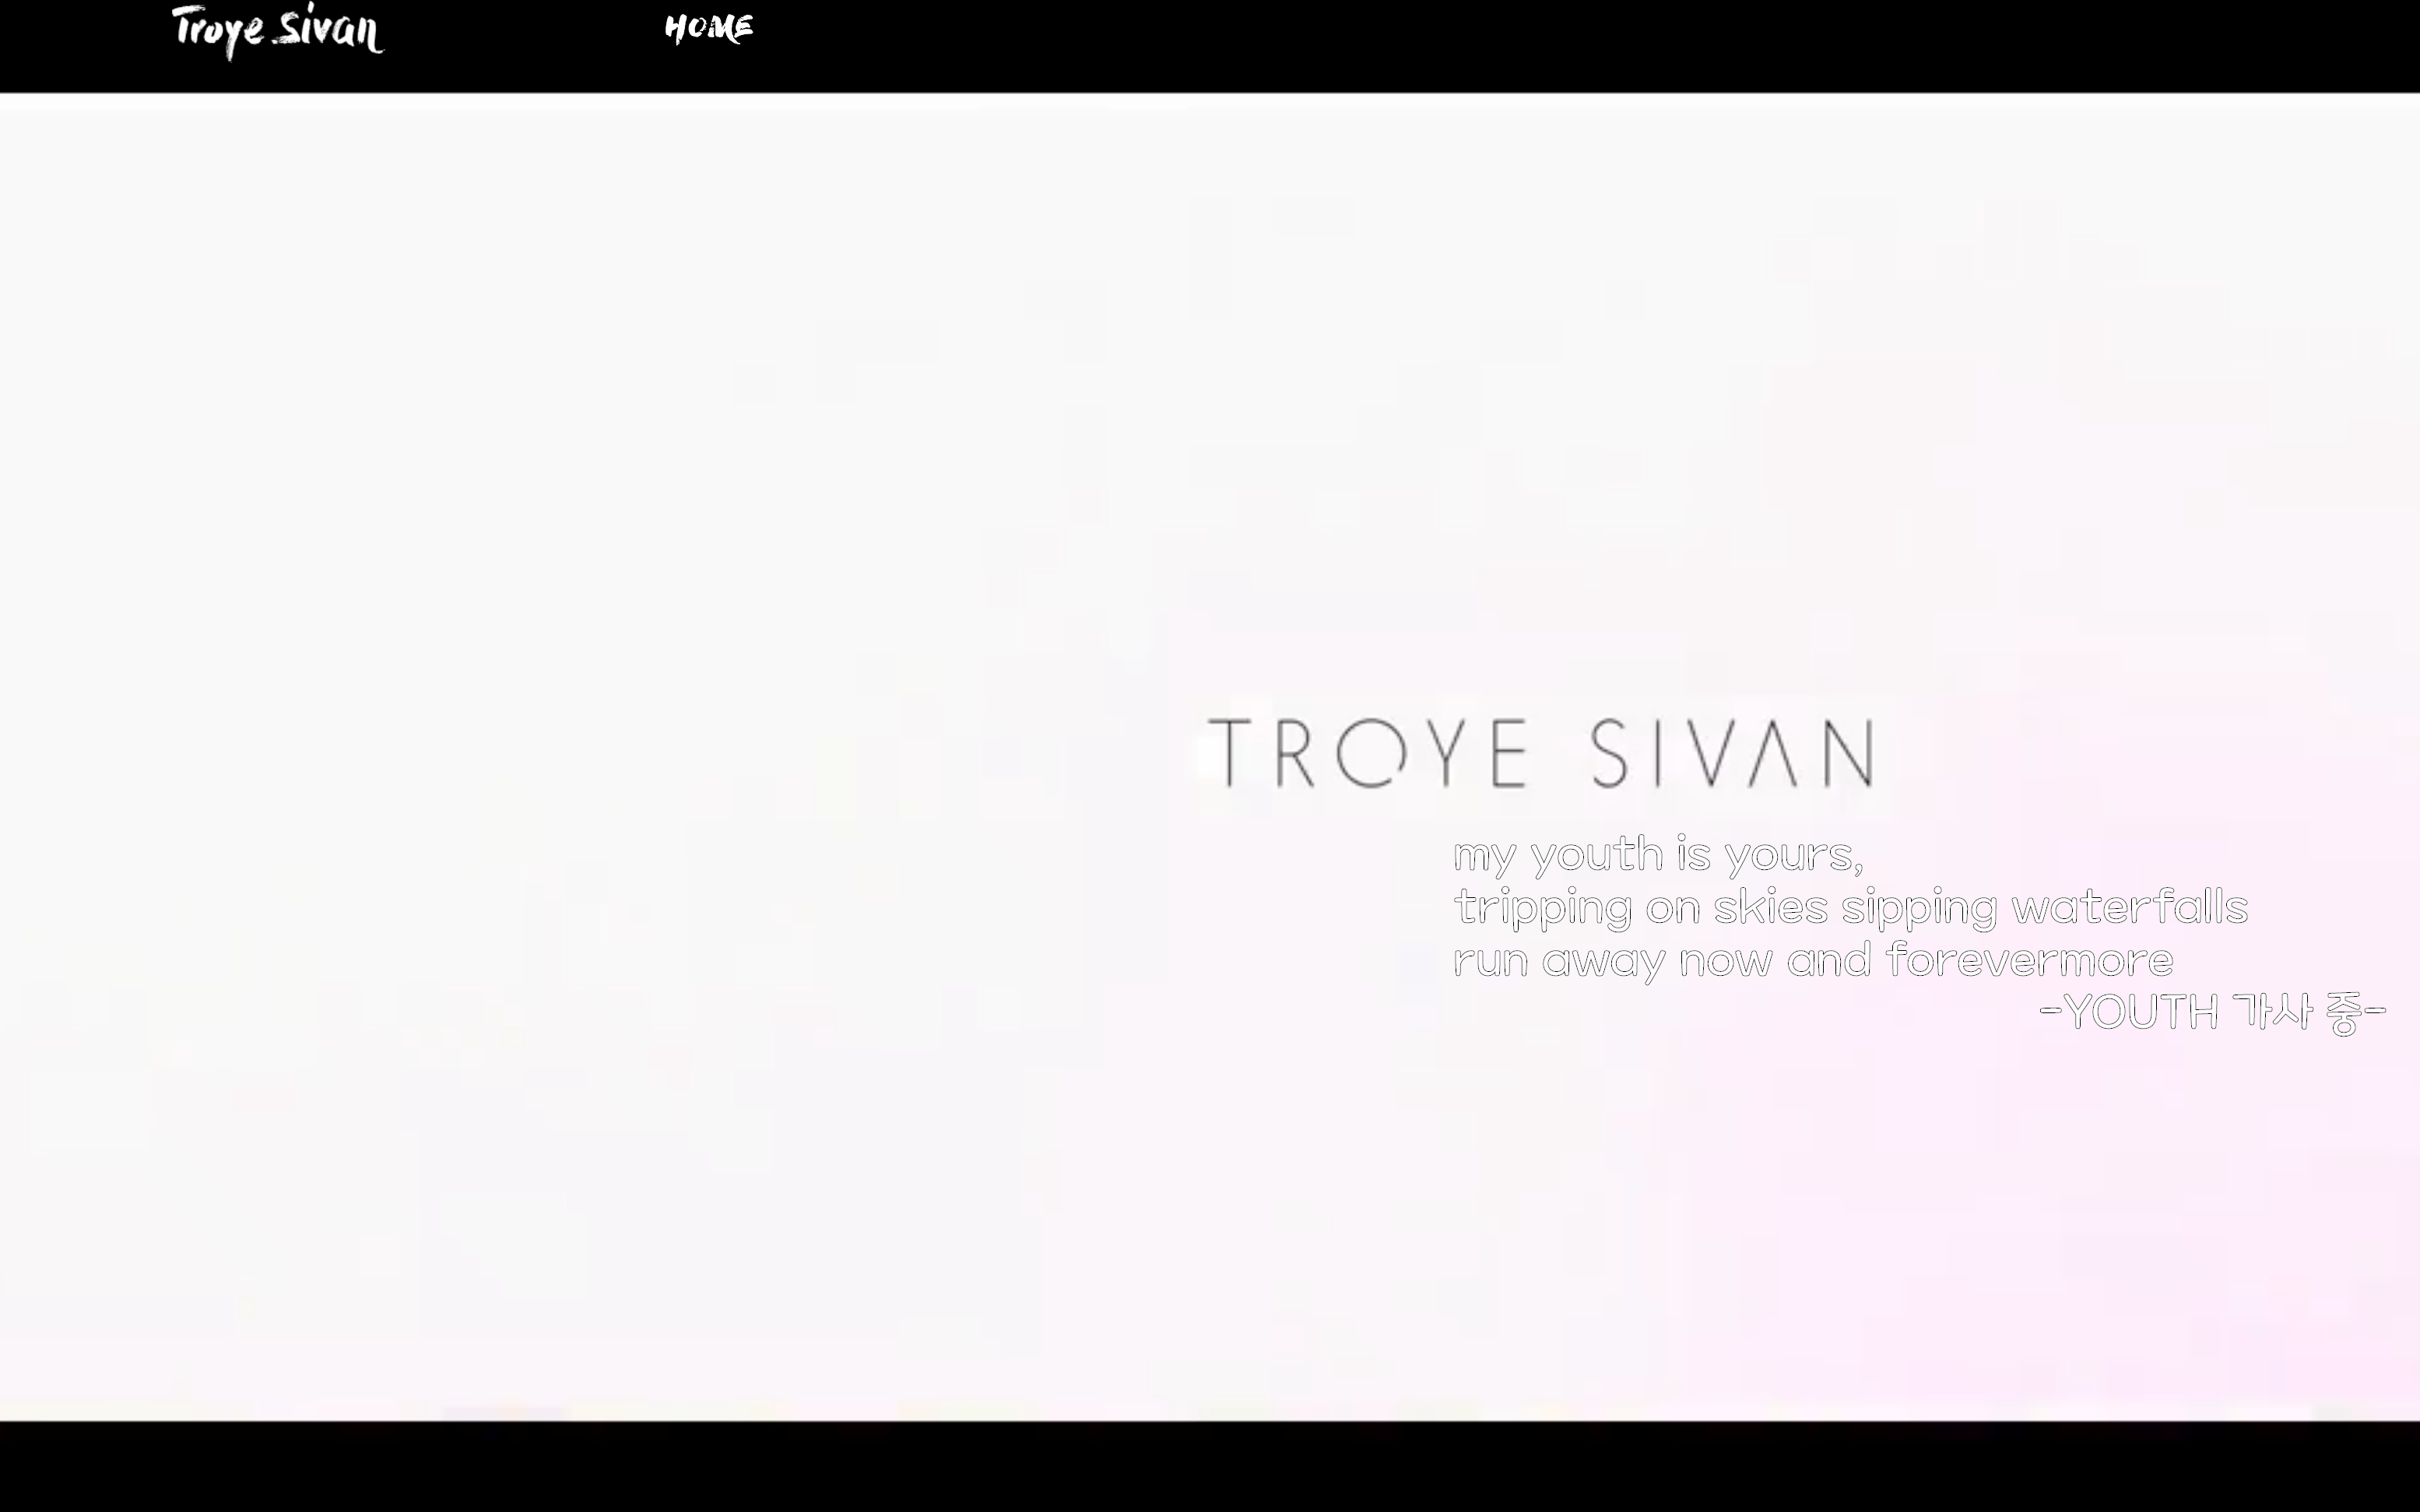 Troye Sivan
HOME
TROYE SIVAN
my youth is yours,
tripping on skies sipping waterfalls
run away now and forevermore
-YOUTH 가사 중-